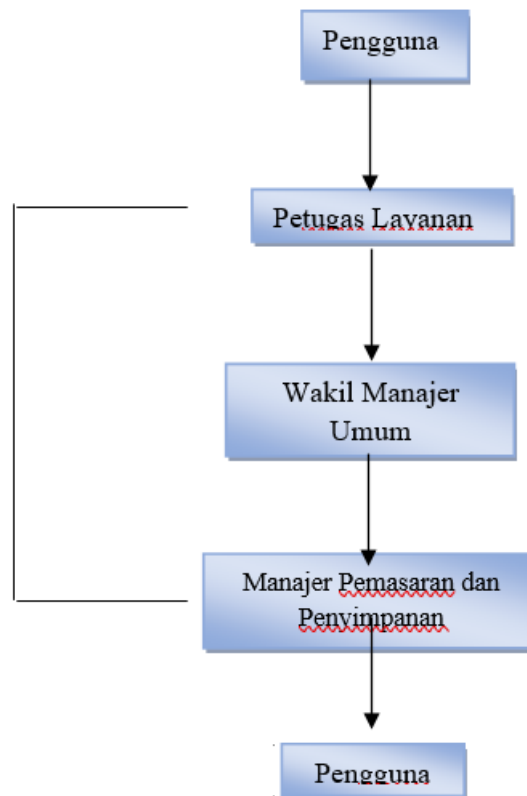 Pengguna
Petugas Layanan
Wakil Manajer
Umum
Manajer Pemasaran dan
Penyimpanan
Pengguna